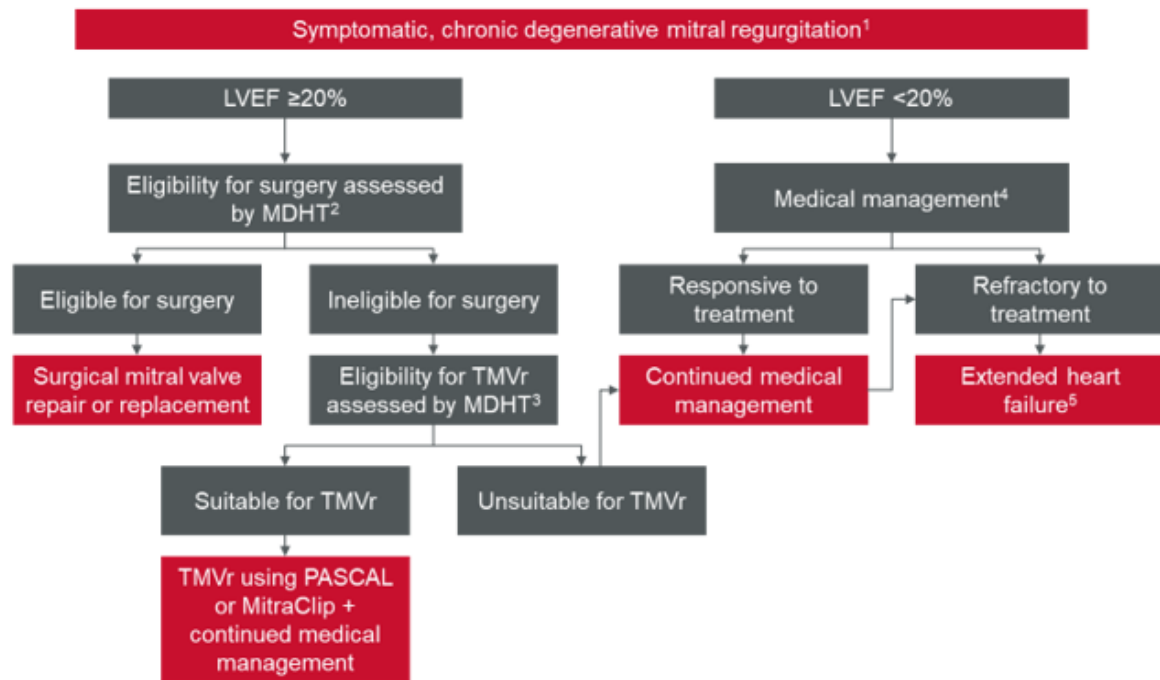 Symptomatic, chronic degenerative mitral regurgitation¹
LVEF ≥20%
LVEF <20%
Eligibility for surgery assessed
by MDHT²
Medical management⁴
Eligible for surgery
Ineligible for surgery
Responsive to
treatment
Refractory to
treatment
Surgical mitral valve
repair or replacement
Eligibility for TMVr
assessed by MDHT³
Continued medical
management
Extended heart
failure⁵
Suitable for TMVr
Unsuitable for TMVr
TMVr using PASCAL
or MitraClip +
continued medical
management